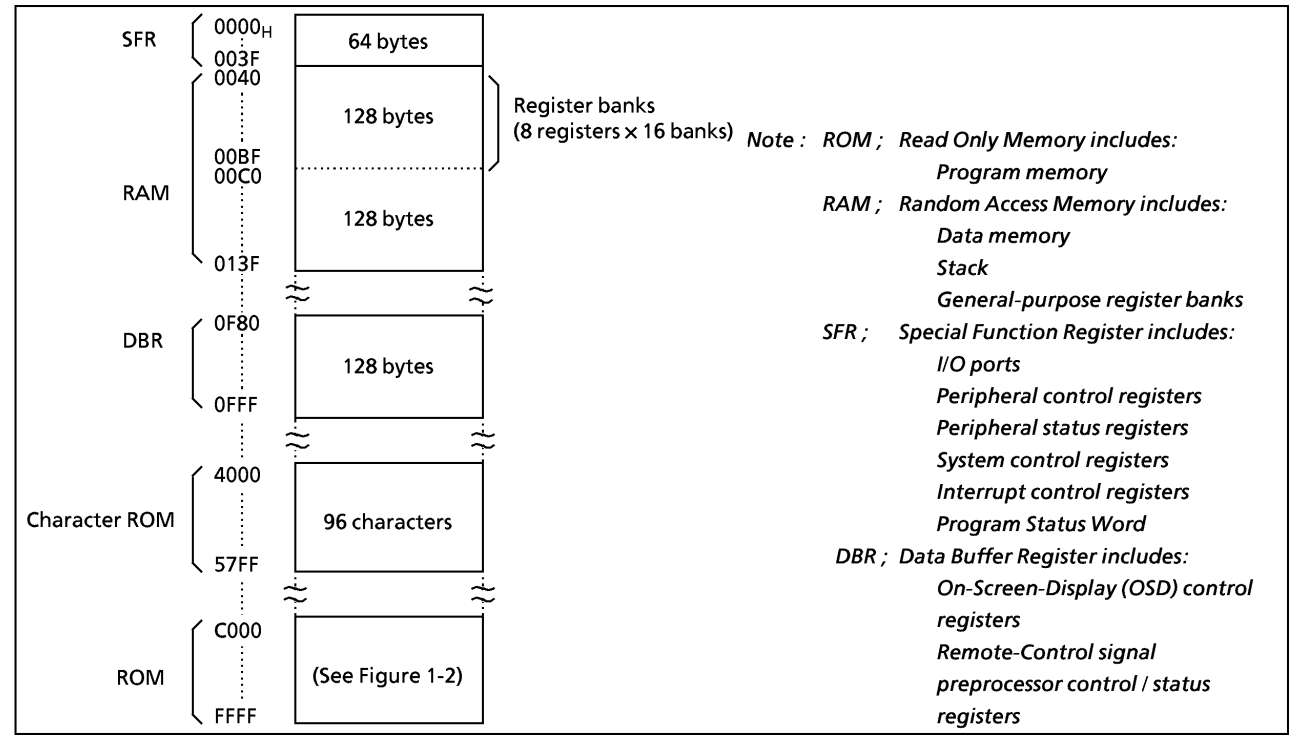 SFR
0000H
003F
64 bytes
RAM
0040
00BF
128 bytes
Register banks
(8 registers × 16 banks)
00C0
013F
128 bytes
DBR
0F80
0FFF
128 bytes
Character ROM
4000
57FF
96 characters
ROM
C000
FFFF
(See Figure 1-2)
Note : ROM ; Read Only Memory includes:
Program memory
RAM ; Random Access Memory includes:
Data memory
Stack
General-purpose register banks
SFR ; Special Function Register includes:
I/O ports
Peripheral control registers
Peripheral status registers
System control registers
Interrupt control registers
Program Status Word
DBR ; Data Buffer Register includes:
On-Screen-Display (OSD) control
registers
Remote-Control signal
preprocessor control / status
registers